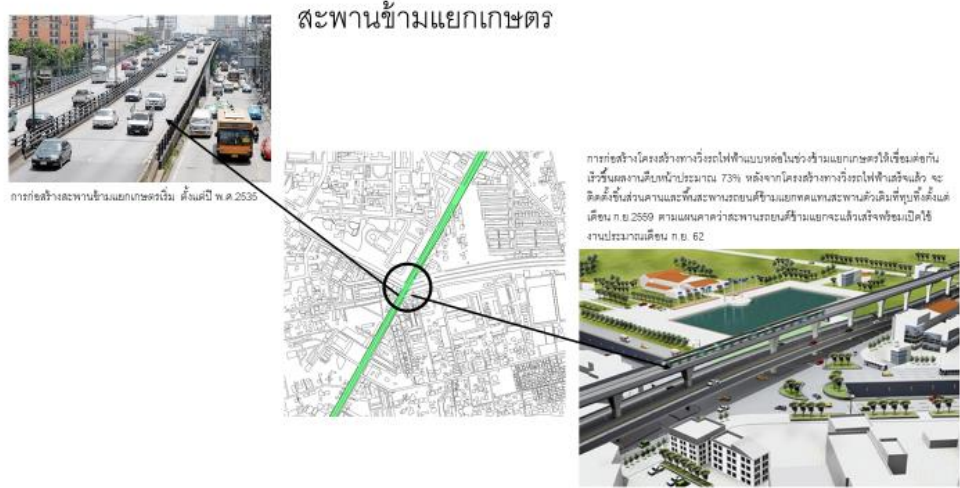 สะพานข้ามแยกเกษตร
การก่อสร้างสะพานข้ามแยกเกษตรเริ่ม ตั้งแต่ปี พ.ศ.2535
การก่อสร้างโครงสร้างทางวิ่งรถไฟฟ้าแบบหล่อในช่วงข้ามแยกเกษตรให้เชื่อมต่อกัน
เร็วขึ้นผลงานคืบหน้าประมาณ 73% หลังจากโครงสร้างทางวิ่งรถไฟฟ้าเสร็จแล้ว จะ
ติดตั้งชิ้นส่วนคานและพื้นสะพานรถยนต์ข้ามแยกทดแทนสะพานตัวเดิมที่ทุบทิ้งตั้งแต่
เดือน ก.ย.2559 ตามแผนคาดว่าสะพานรถยนต์ข้ามแยกจะแล้วเสร็จพร้อมเปิดใช้
งานประมาณเดือน ก.ย. 62